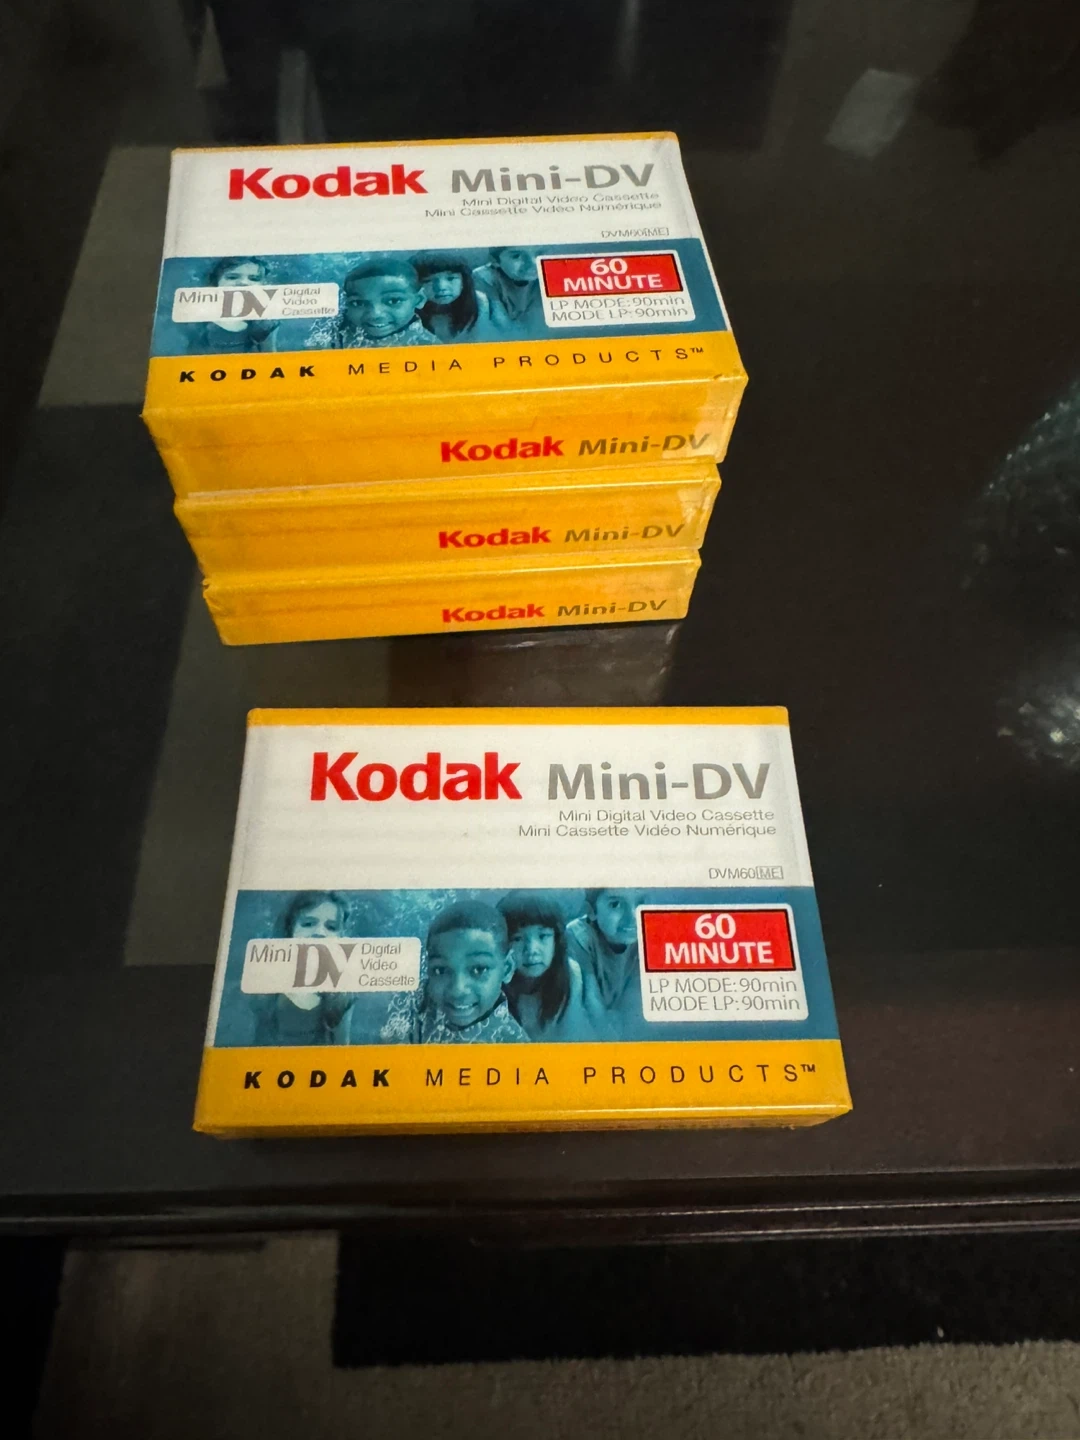 Kodak Mini-DV
Mini Digital Video Cassette
Mini Cassette Vidéo Numérique
DVM60[ME]
Mini DV Digital
Video
Cassette
60
MINUTE
LP MODE: 90min
MODE LP: 90min
KODAK MEDIA PRODUCTS™
Kodak Mini-DV
Kodak Mini-DV
Kodak Mini-DV
Kodak Mini-DV
Mini Digital Video Cassette
Mini Cassette Vidéo Numérique
DVM60[ME]
Mini DV Digital
Video
Cassette
60
MINUTE
LP MODE: 90min
MODE LP: 90min
KODAK MEDIA PRODUCTS™